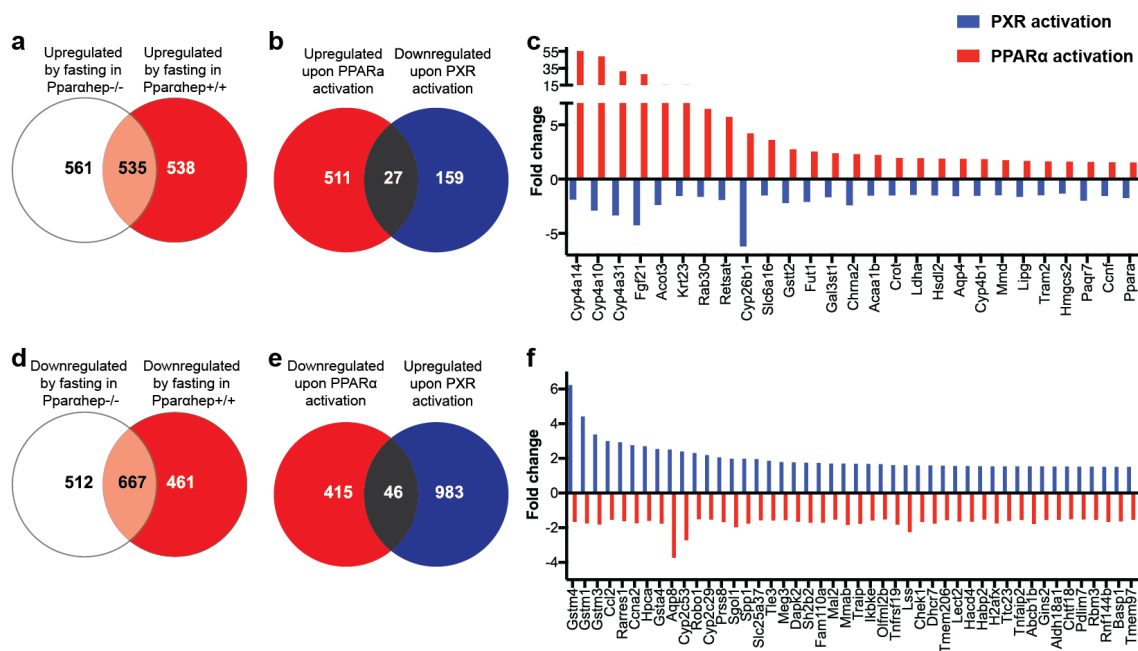 PXR activation
PPARα activation
a
Upregulated
by fasting in
Pparαhep-/-
Upregulated
by fasting in
Pparαhep+/+
561
535
538
b
Upregulated
upon PPARa
activation
Downregulated
upon PXR
activation
511
27
159
c
Fold change
55
35
15
5
0
-5
Cyp4a14
Cyp4a10
Cyp4a31
Fgf21
Acot3
Krt23
Rab30
Retsat
Cyp26b1
Slc6a16
Gstt2
Fut1
Gal3st1
Chrna2
Acaa1b
Crot
Ldha
Hsdl2
Aqp4
Cyp4b1
Mmd
Lipg
Tram2
Hmgcs2
Paqr7
Ccnf
Ppara
d
Downregulated
by fasting in
Pparαhep-/-
Downregulated
by fasting in
Pparαhep+/+
512
667
461
e
Downregulated
upon PPARα
activation
Upregulated
upon PXR
activation
415
46
983
f
Fold change
6
4
2
0
-2
-4
Gstm4
Gstm1
Gstm3
Ccl2
Rarres1
Ccna2
Hpca
Gsta4
Aqp8
Cyp2c53
Robo1
Cyp2c29
Prss8
Sgol1
Spp1
Slc25a37
Tle3
Meg3
Dapk2
Sh2b2
Fam110a
Mal2
Mmab
Traip
Ikbke
Olfml2b
Tnfrsf19
Lss
Chek1
Dhcr7
Tmem206
Lect2
Hacd4
Habp2
H2afx
Ttc23
Tnfaip2
Abcb1b
Gins2
Aldh18a1
Chtf18
Pdlim7
Rbm3
Rnf144b
Basp1
Tmem97